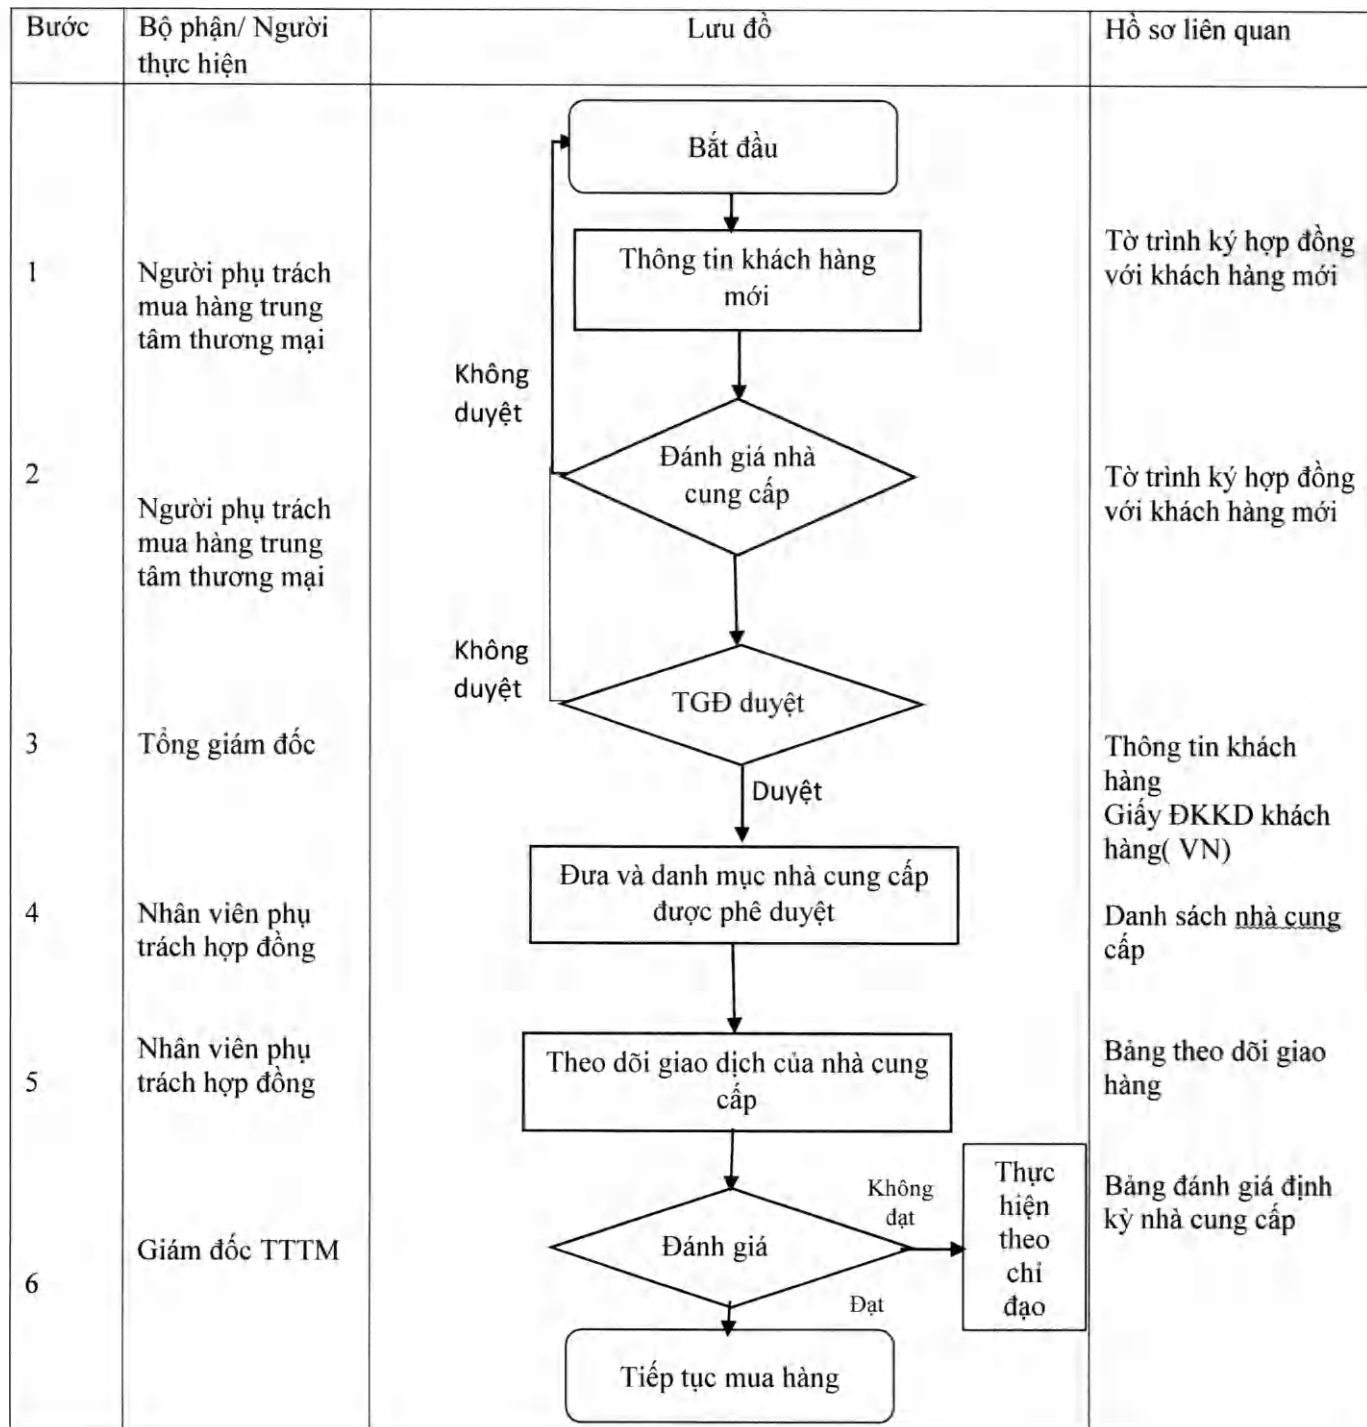 Bước
Bộ phận/ Người
thực hiện
Lưu đồ
Hồ sơ liên quan
Bắt đầu
1
Người phụ trách
mua hàng trung
tâm thương mại
Thông tin khách hàng
mới
Tờ trình ký hợp đồng
với khách hàng mới
Không
duyệt
2
Người phụ trách
mua hàng trung
tâm thương mại
Đánh giá nhà
cung cấp
Tờ trình ký hợp đồng
với khách hàng mới
Không
duyệt
3
Tổng giám đốc
TGĐ duyệt
Duyệt
Thông tin khách
hàng
Giấy ĐKKD khách
hàng( VN)
4
Nhân viên phụ
trách hợp đồng
Đưa và danh mục nhà cung cấp
được phê duyệt
Danh sách nhà cung
cấp
5
Nhân viên phụ
trách hợp đồng
Theo dõi giao dịch của nhà cung
cấp
Bảng theo dõi giao
hàng
6
Giám đốc TTTM
Đánh giá
Không
đạt
Thực
hiện
theo
chỉ
đạo
Đạt
Bảng đánh giá định
kỳ nhà cung cấp
Tiếp tục mua hàng